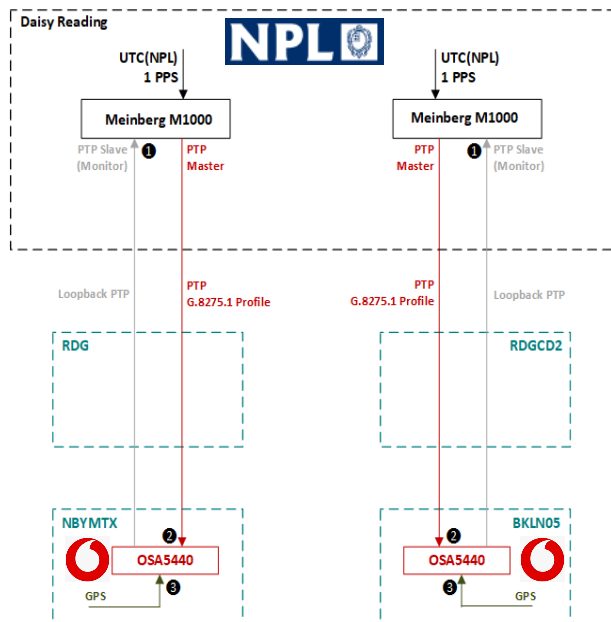 Daisy Reading
NPL
UTC(NPL)
1 PPS
UTC(NPL)
1 PPS
Meinberg M1000
Meinberg M1000
PTP Slave
(Monitor)
1
PTP
Master
PTP
Master
1
PTP Slave
(Monitor)
Loopback PTP
PTP
G.8275.1 Profile
PTP
G.8275.1 Profile
Loopback PTP
RDG
RDGCD2
NBYMTX
BKLN05
2
OSA5440
3
GPS
2
OSA5440
3
GPS